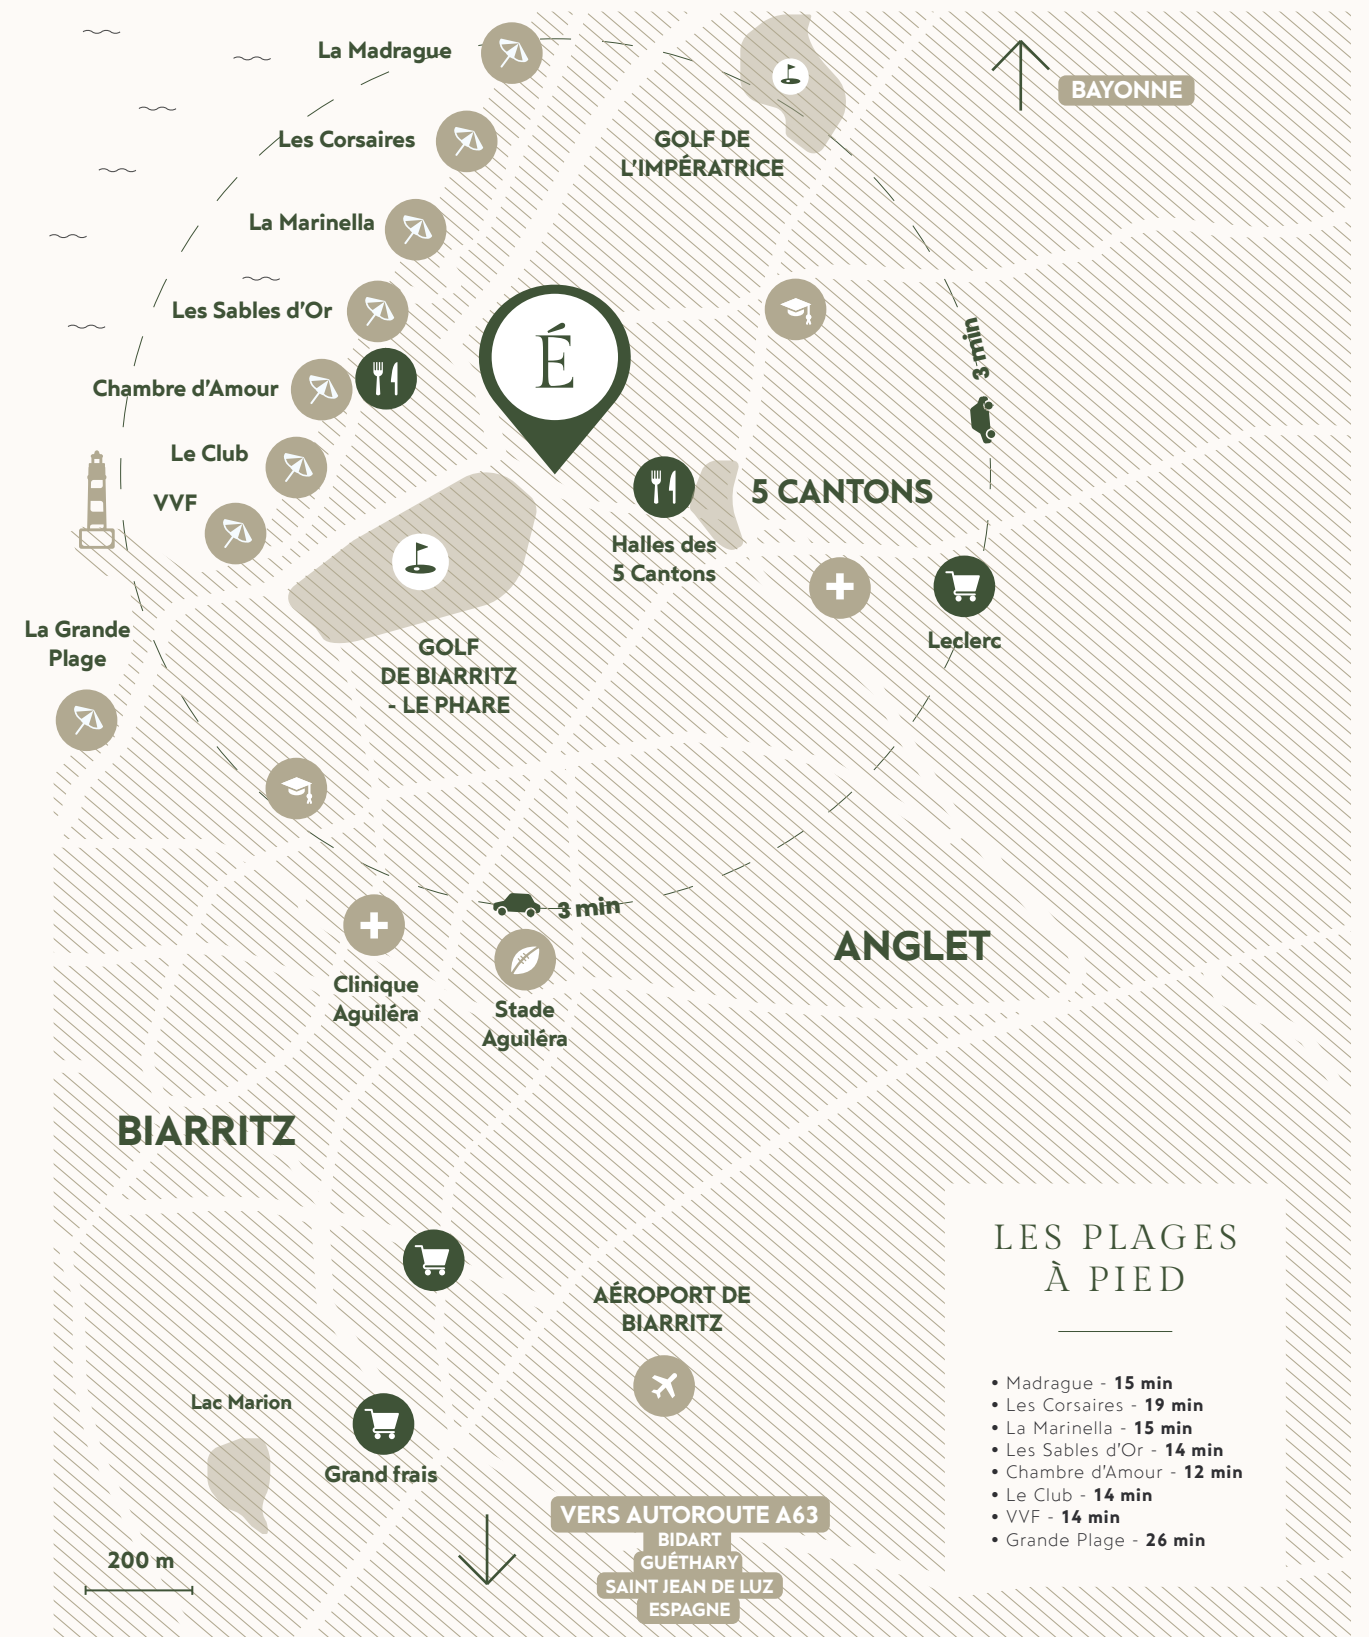 La Madrague
BAYONNE
Les Corsaires
GOLF DE
L'IMPÉRATRICE
La Marinella
Les Sables d'Or
3 min
É
Chambre d'Amour
Le Club
VVF
5 CANTONS
Halles des
5 Cantons
Leclerc
La Grande
Plage
GOLF
DE BIARRITZ
- LE PHARE
3 min
ANGLET
Clinique
Aguiléra
Stade
Aguiléra
BIARRITZ
AÉROPORT DE
BIARRITZ
Lac Marion
Grand frais
VERS AUTOROUTE A63
BIDART
GUÉTHARY
SAINT JEAN DE LUZ
ESPAGNE
200 m
LES PLAGES
À PIED
• Madrague - 15 min
• Les Corsaires - 19 min
• La Marinella - 15 min
• Les Sables d'Or - 14 min
• Chambre d'Amour - 12 min
• Le Club - 14 min
• VVF - 14 min
• Grande Plage - 26 min